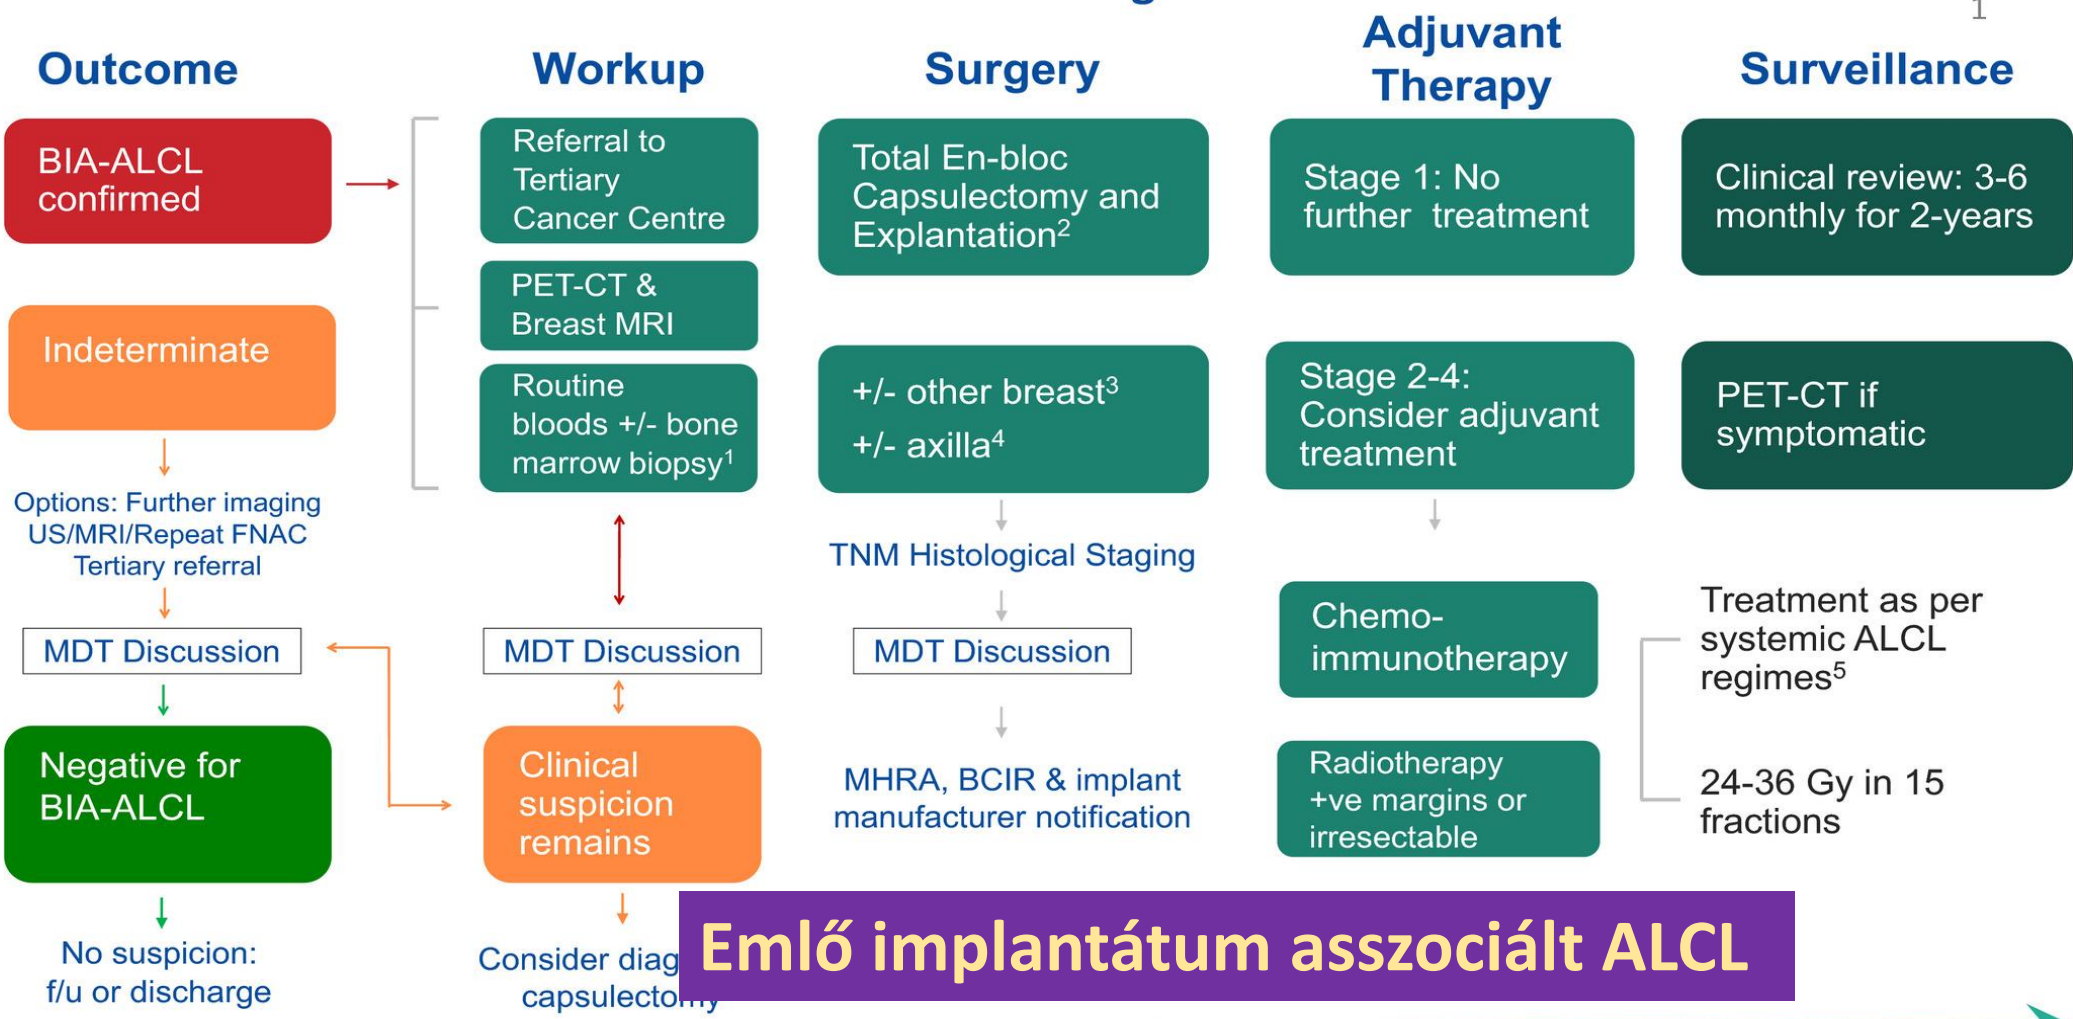 1
Outcome
BIA-ALCL
confirmed
Indeterminate
Options: Further imaging
US/MRI/Repeat FNAC
Tertiary referral
MDT Discussion
Negative for
BIA-ALCL
No suspicion:
f/u or discharge
Workup
Referral to
Tertiary
Cancer Centre
PET-CT &
Breast MRI
Routine
bloods +/- bone
marrow biopsy¹
MDT Discussion
Clinical
suspicion
remains
Consider
capsulectomy
Surgery
Total En-bloc
Capsulectomy and
Explantation²
+/- other breast³
+/- axilla⁴
TNM Histological Staging
MDT Discussion
MHRA, BCIR & implant
manufacturer notification
Adjuvant
Therapy
Stage 1: No
further treatment
Stage 2-4:
Consider adjuvant
treatment
Chemo-
immunotherapy
Radiotherapy
+ve margins or
irresectable
Surveillance
Clinical review: 3-6
monthly for 2-years
PET-CT if
symptomatic
Treatment as per
systemic ALCL
regimes⁵
24-36 Gy in 15
fractions
Emlő implantátum asszociált ALCL